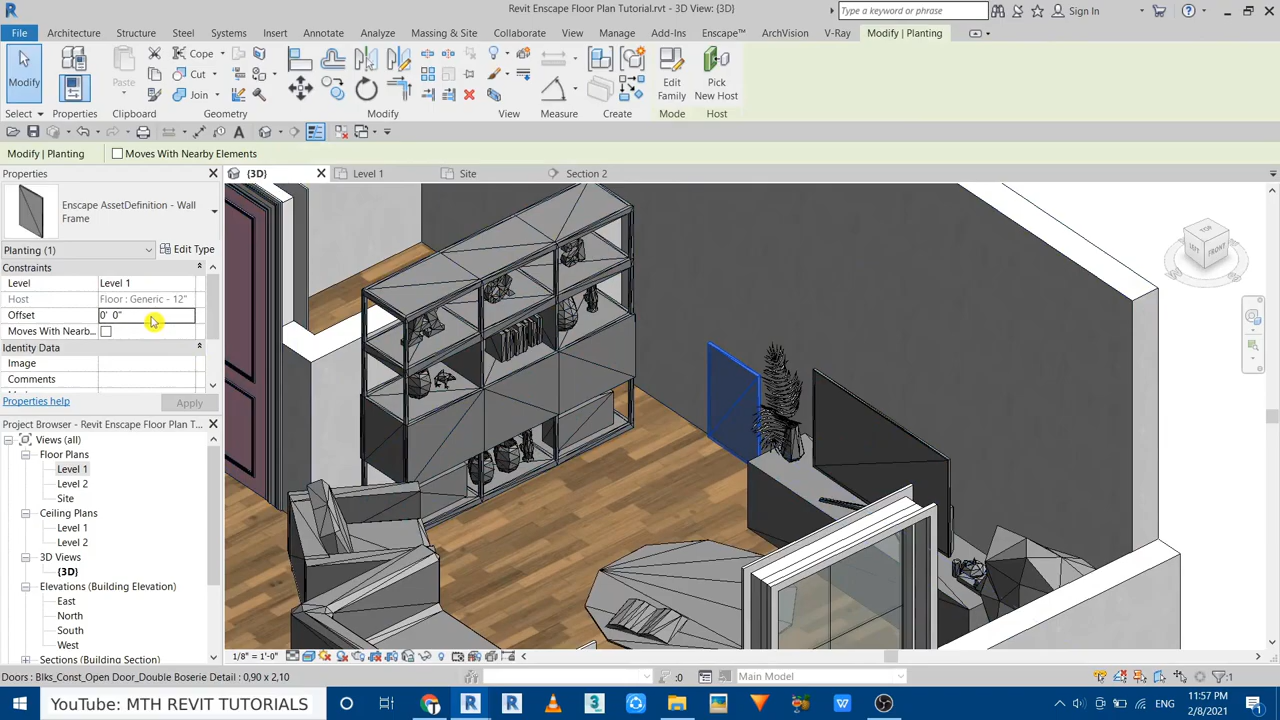 Revit Enscape Floor Plan Tutorial.rvt - 3D View: {3D}
Type a keyword or phrase
Sign In
File
Architecture
Structure
Steel
Systems
Insert
Annotate
Analyze
Massing & Site
Collaborate
View
Manage
Add-Ins
Enscape™
ArchVision
V-Ray
Modify | Planting
Modify
Paste
Cope
Cut
Join
Edit Family
Pick New Host
Select
Properties
Clipboard
Geometry
Modify
View
Measure
Create
Mode
Host
Modify | Planting
Moves With Nearby Elements
Properties
{3D}
Level 1
Site
Section 2
Enscape AssetDefinition - Wall
Frame
Planting (1)
Edit Type
Constraints
Level
Level 1
Host
Floor : Generic - 12"
Offset
0' 0"
Moves With Nearb...
Identity Data
Image
Comments
Properties help
Apply
Project Browser - Revit Enscape Floor Plan T...
Views (all)
Floor Plans
Level 1
Level 2
Site
Ceiling Plans
Level 1
Level 2
3D Views
{3D}
Elevations (Building Elevation)
East
North
South
West
Sections (Building Section)
TOP
LEFT
FRONT
1/8" = 1'-0"
Doors : Blks_Const_Open Door_Double Boserie Detail : 0,90 x 2,10
:0
Main Model
:1
YouTube: MTH REVIT TUTORIALS
11:57 PM
2/8/2021